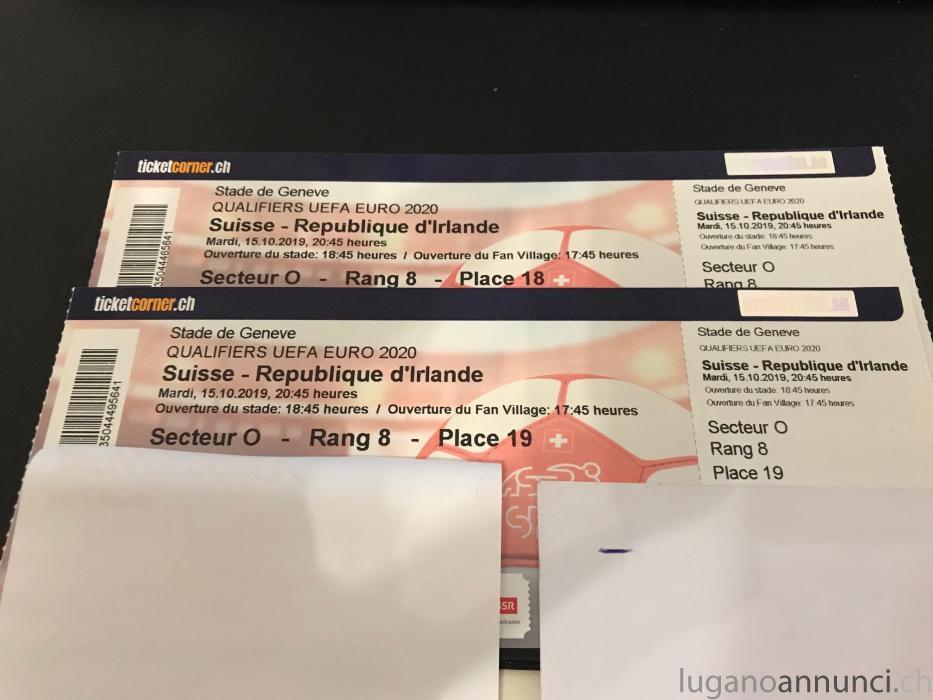 ticketcorner.ch
Stade de Geneve
QUALIFIERS UEFA EURO 2020
Suisse - Republique d'Irlande
Mardi, 15.10.2019, 20:45 heures
Ouverture du stade: 18:45 heures / Ouverture du Fan Village: 17:45 heures
Secteur O - Rang 8 - Place 18
Stade de Geneve
QUALIFIERS UEFA EURO 2020
Suisse - Republique d'Irlande
Mardi, 15.10.2019, 20:45 heures
Ouverture du stade: 18:45 heures
Ouverture du Fan Village: 17:45 heures
Secteur O
Rang 8
ticketcorner.ch
Stade de Geneve
QUALIFIERS UEFA EURO 2020
Suisse - Republique d'Irlande
Mardi, 15.10.2019, 20:45 heures
Ouverture du stade: 18:45 heures / Ouverture du Fan Village: 17:45 heures
Secteur O - Rang 8 - Place 19
35044495641
Stade de Geneve
QUALIFIERS UEFA EURO 2020
Suisse - Republique d'Irlande
Mardi, 15.10.2019, 20:45 heures
Ouverture du stade: 18:45 heures
Ouverture du Fan Village: 17:45 heures
Secteur O
Rang 8
Place 19
SSR
luganoannunci.ch